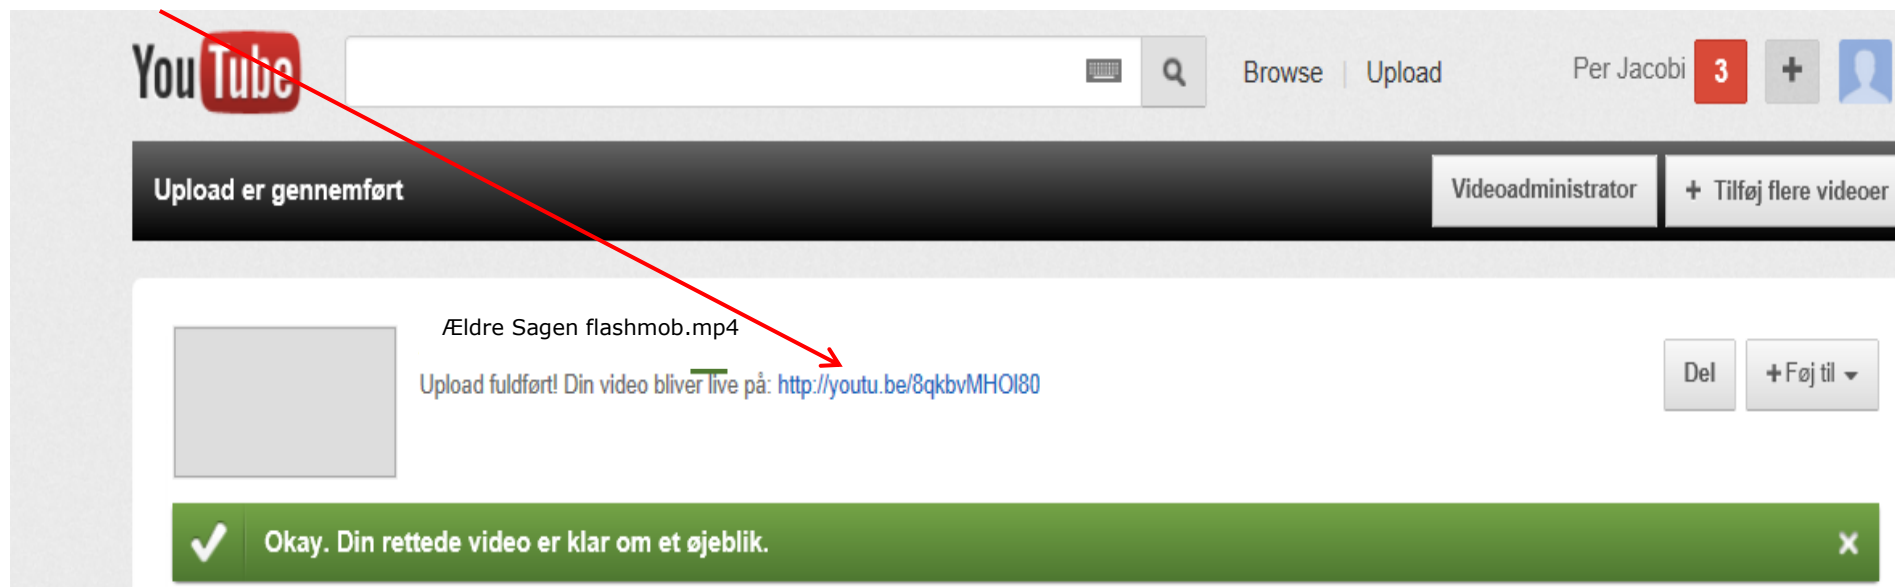 YouTube
Browse | Upload
Per Jacobi 3 +
Upload er gennemført
Videoadministrator
+ Tilføj flere videoer
Ældre Sagen flashmob.mp4
Upload fuldført! Din video bliver live på: http://youtu.be/8qkbvMHOI80
Del
+ Føj til
Okay. Din rettede video er klar om et øjeblik.